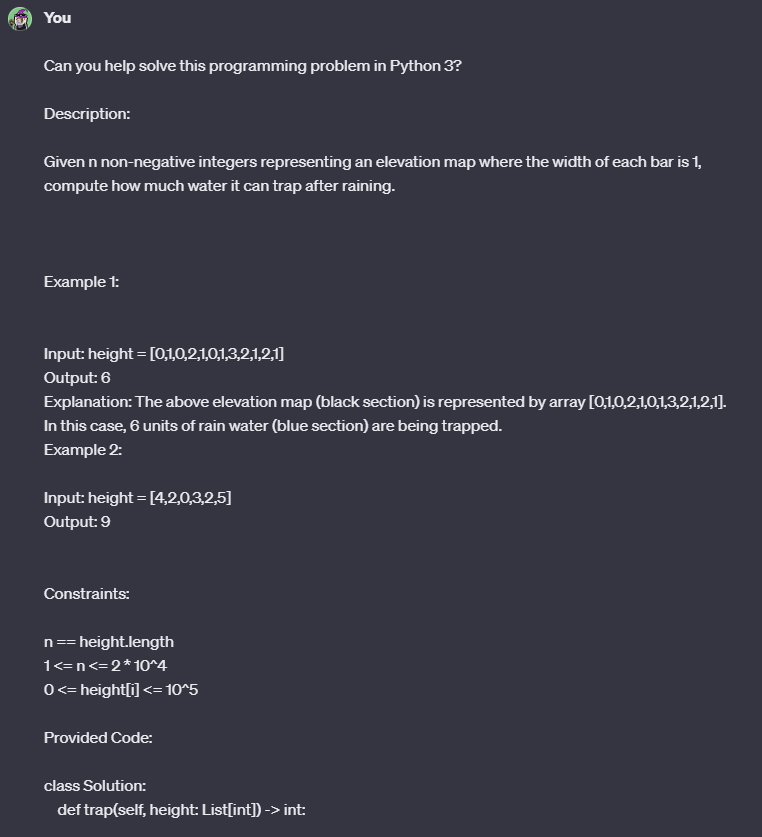 You
Can you help solve this programming problem in Python 3?
Description:
Given n non-negative integers representing an elevation map where the width of each bar is 1,
compute how much water it can trap after raining.
Example 1:
Input: height = [0,1,0,2,1,0,1,3,2,1,2,1]
Output: 6
Explanation: The above elevation map (black section) is represented by array [0,1,0,2,1,0,1,3,2,1,2,1].
In this case, 6 units of rain water (blue section) are being trapped.
Example 2:
Input: height = [4,2,0,3,2,5]
Output: 9
Constraints:
n == height.length
1 <= n <= 2 * 10^4
0 <= height[i] <= 10^5
Provided Code:
class Solution:
    def trap(self, height: List[int]) -> int: